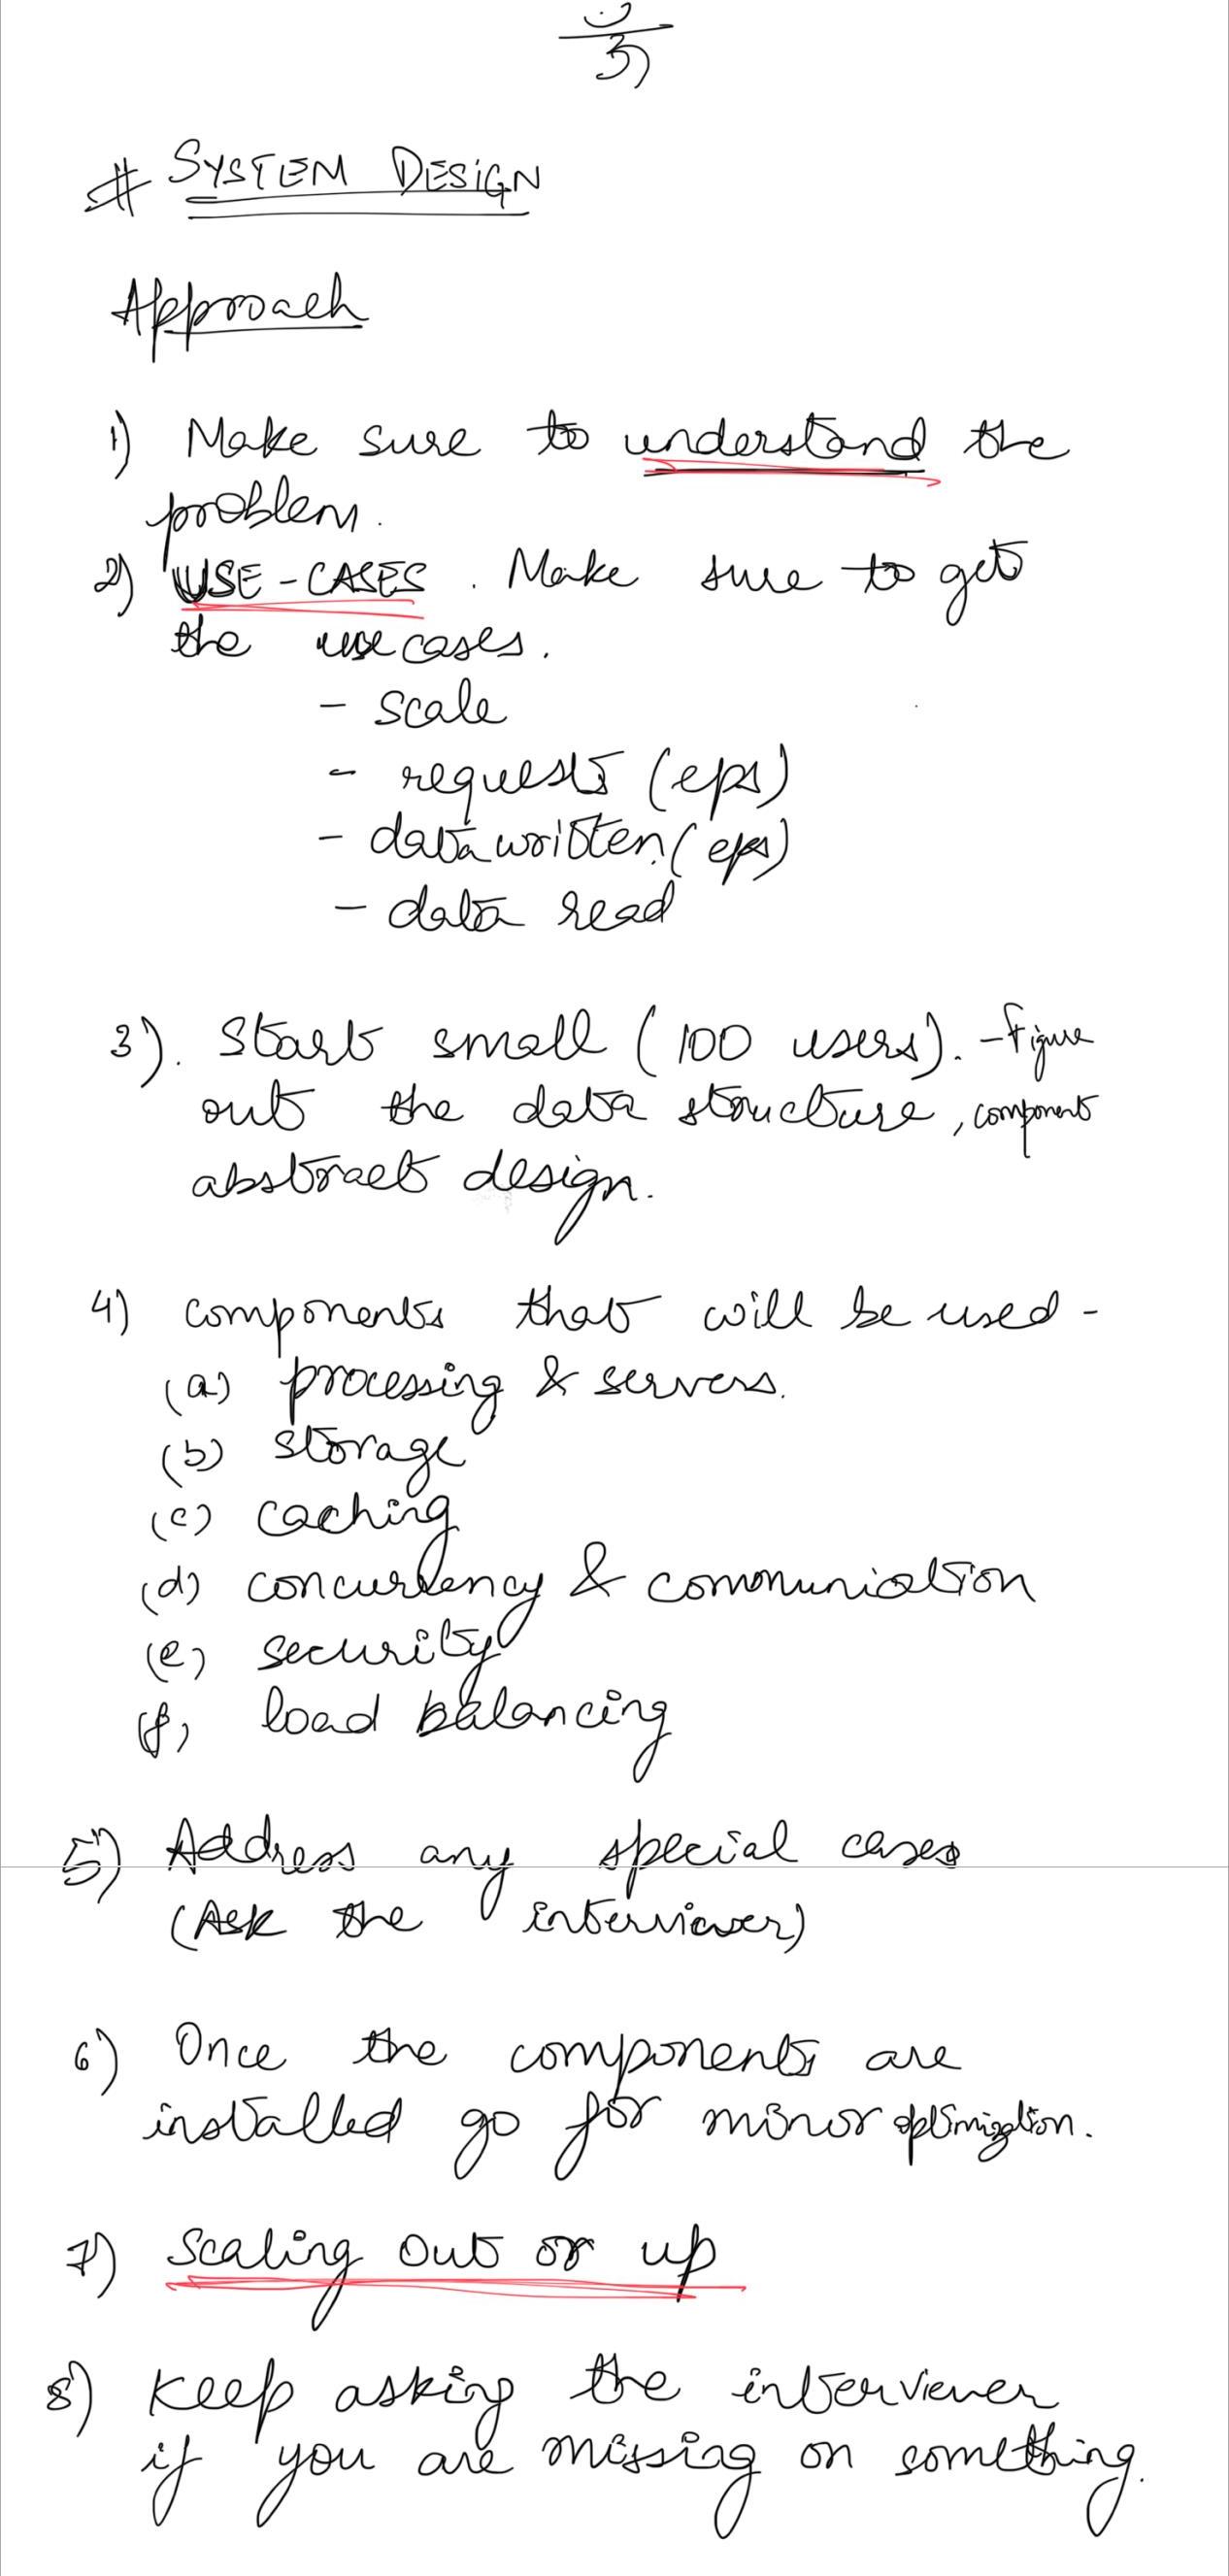 # SYSTEM DESIGN
Approach
1) Make sure to understand the
problem.
2) USE-CASES. Make sure to get
the usecases.
- scale
- requests (eps)
- data written (eps)
- data read
3). Start small (100 users). - figure
out the data structure, component
abstract design.
4) components that will be used -
(a) processing & servers.
(b) storage
(c) caching
(d) concurrency & communiation
(e) security
(f) load balancing
5) Address any special cases
(Ask the interviewer)
6) Once the components are
installed go for minor optimization.
7) Scaling out or up
8) Keep asking the interviewer
if you are missing on something.